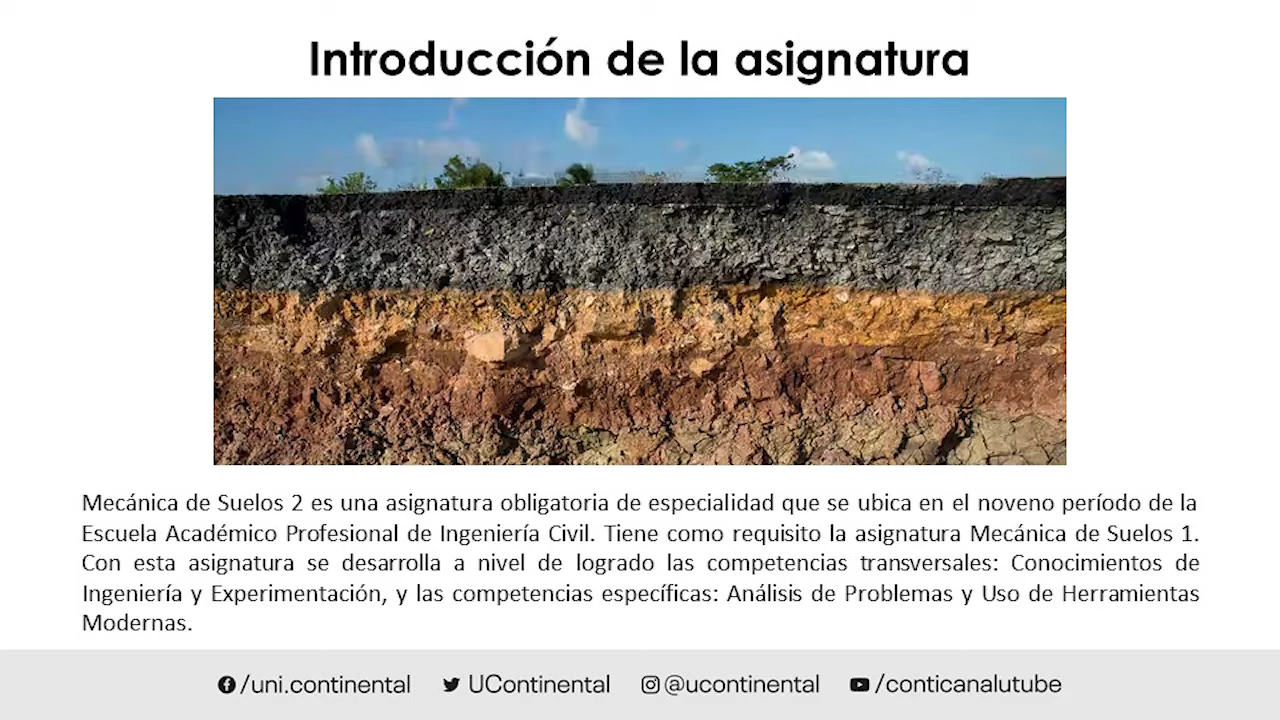 Introducción de la asignatura
Mecánica de Suelos 2 es una asignatura obligatoria de especialidad que se ubica en el noveno período de la
Escuela Académico Profesional de Ingeniería Civil. Tiene como requisito la asignatura Mecánica de Suelos 1.
Con esta asignatura se desarrolla a nivel de logrado las competencias transversales: Conocimientos de
Ingeniería y Experimentación, y las competencias específicas: Análisis de Problemas y Uso de Herramientas
Modernas.
/uni.continental UContinental @ucontinental /conticanalutube